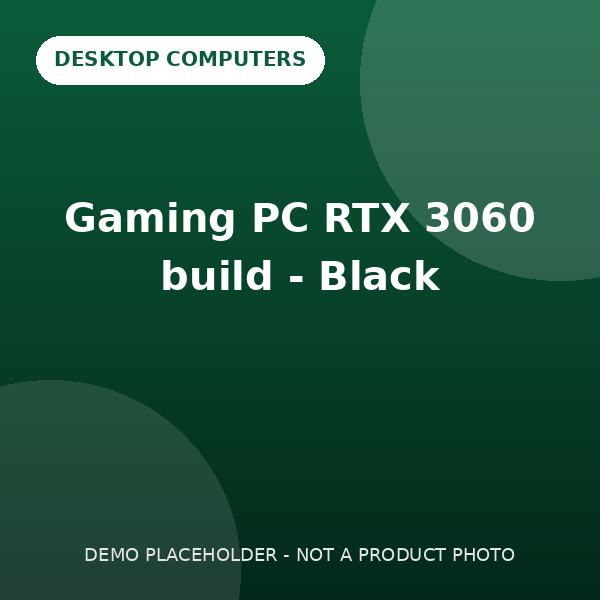 DESKTOP COMPUTERS
Gaming PC RTX 3060
build - Black
DEMO PLACEHOLDER - NOT A PRODUCT PHOTO